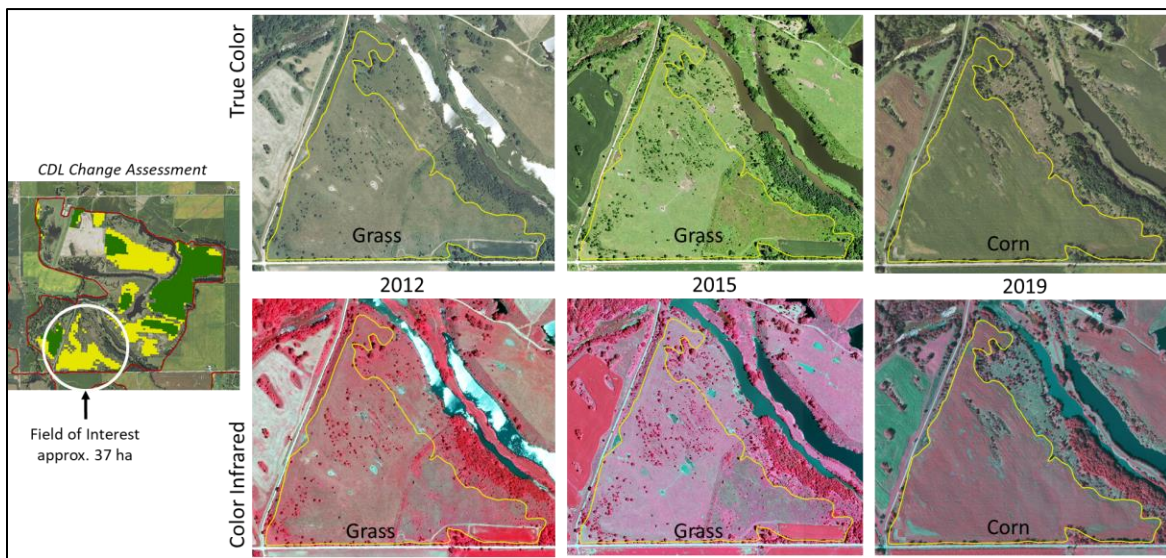 CDL Change Assessment
Field of Interest
approx. 37 ha
True Color
Grass
Grass
Corn
2012
2015
2019
Color Infrared
Grass
Grass
Corn